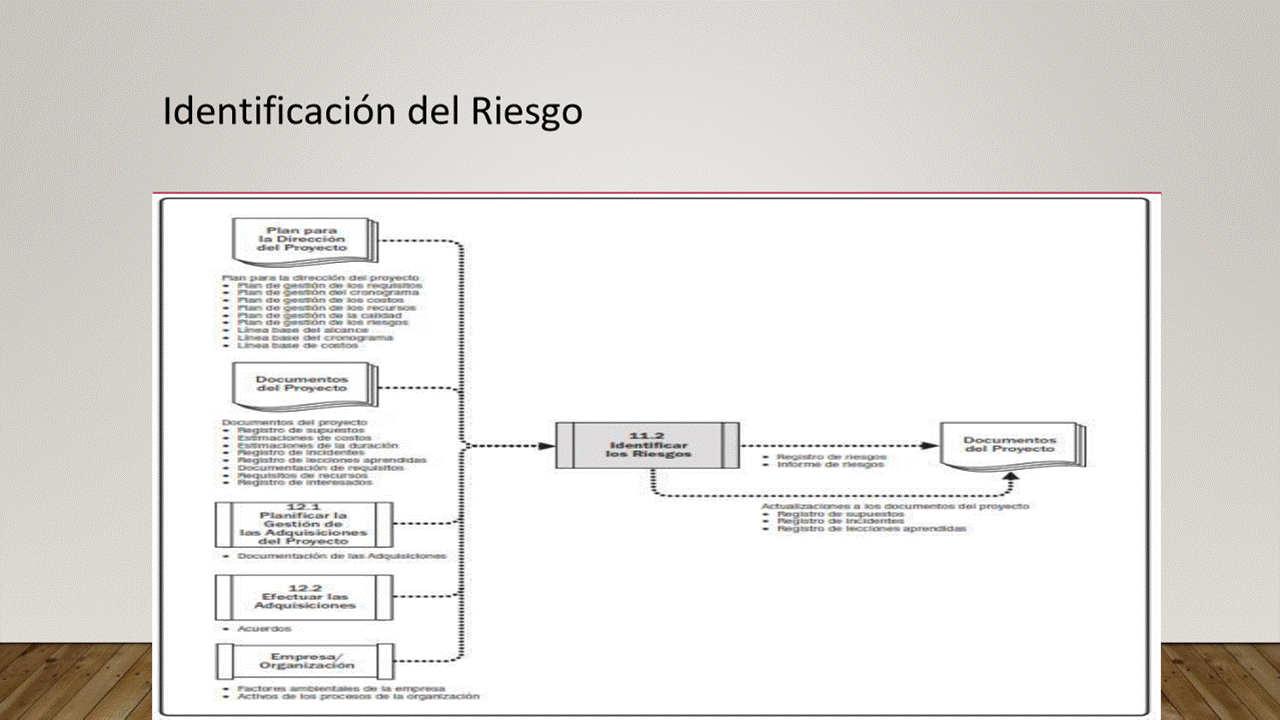 Identificación del Riesgo
Plan para
la Dirección
del Proyecto
Plan para la dirección del proyecto
• Plan de gestión de los requisitos
• Plan de gestión del cronograma
• Plan de gestión de los costos
• Plan de gestión de los recursos
• Plan de gestión de la calidad
• Plan de gestión de los riesgos
• Línea base del alcance
• Línea base del cronograma
• Línea base de costos
Documentos
del Proyecto
Documentos del proyecto
• Registro de supuestos
• Estimaciones de costos
• Estimaciones de la duración
• Registro de incidentes
• Registro de lecciones aprendidas
• Documentación de requisitos
• Requisitos de recursos
• Registro de interesados
12.1
Planificar la
Gestión de
las Adquisiciones
del Proyecto
• Documentación de las Adquisiciones
12.2
Efectuar las
Adquisiciones
• Acuerdos
Empresa/
Organización
• Factores ambientales de la empresa
• Activos de los procesos de la organización
11.2
Identificar
los Riesgos
• Registro de riesgos
• Informe de riesgos
Documentos
del Proyecto
Actualizaciones a los documentos del proyecto
• Registro de supuestos
• Registro de incidentes
• Registro de lecciones aprendidas